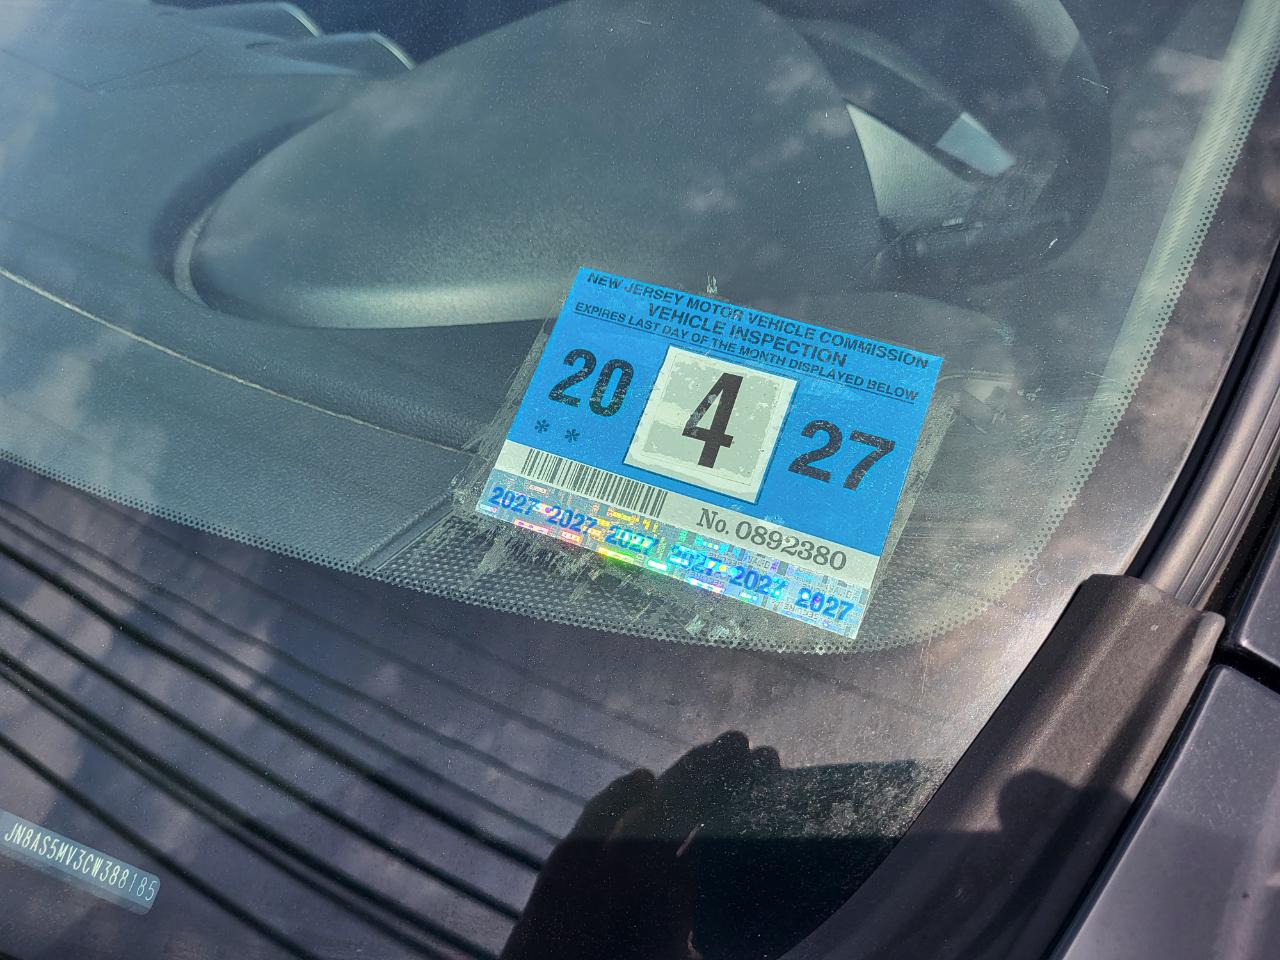 NEW JERSEY MOTOR VEHICLE COMMISSION
VEHICLE INSPECTION
EXPIRES LAST DAY OF THE MONTH DISPLAYED BELOW
20 4 27
**
No. 0892380
2027 2027 2027 2027 2027 2027
JN8AS5MV3CW388185